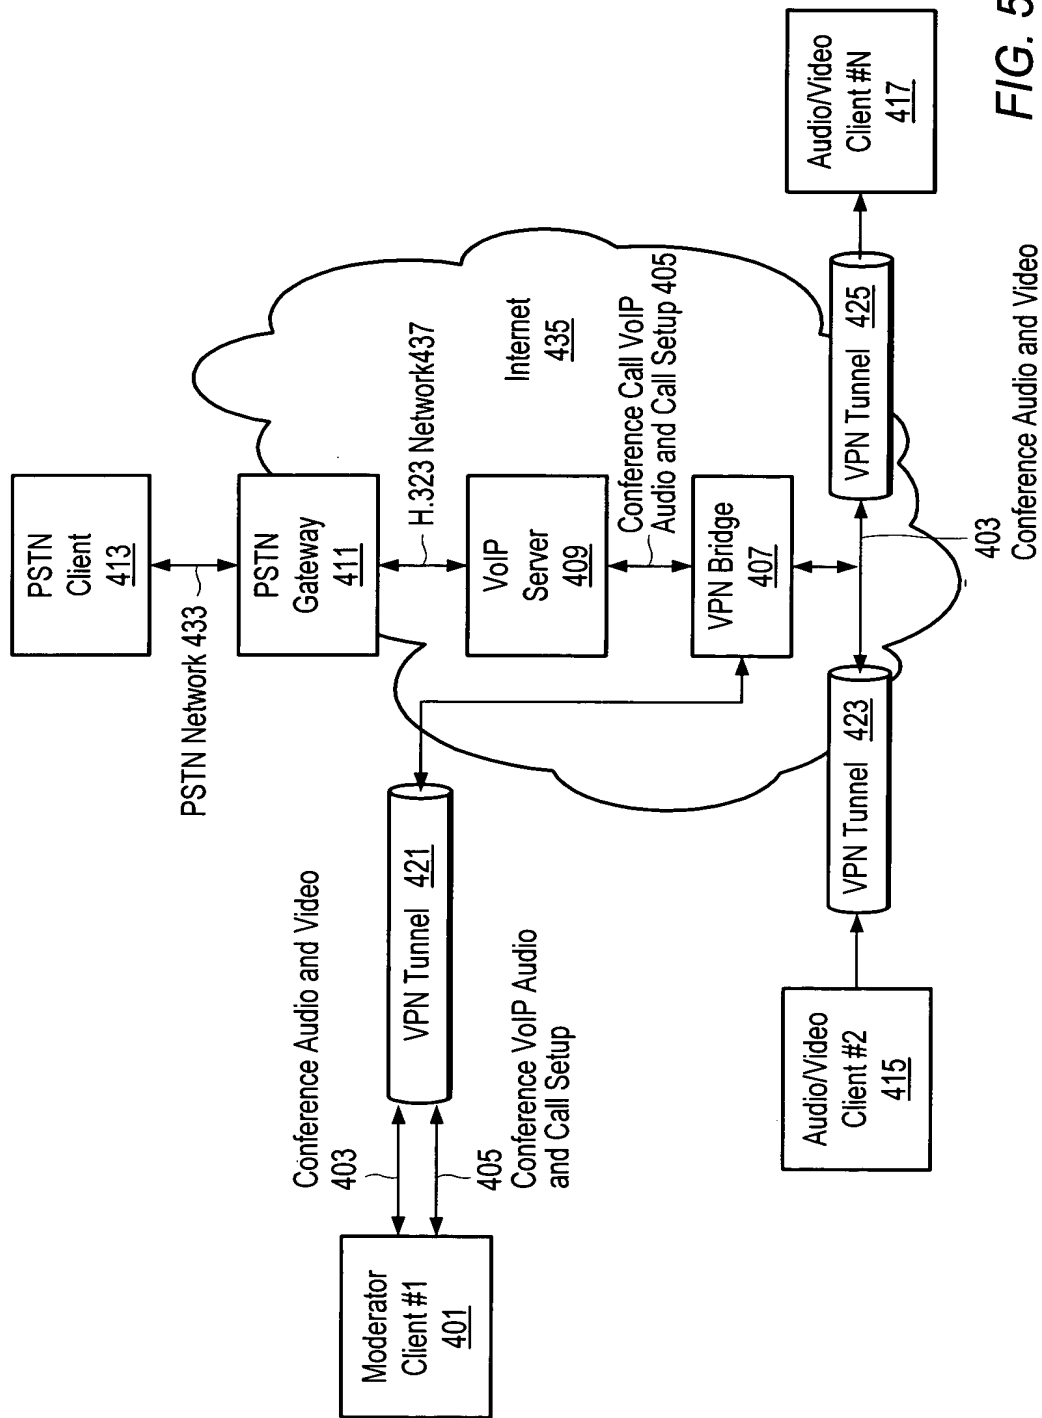 PSTN
Client
413
PSTN Network 433
PSTN
Gateway
411
H.323 Network437
VoIP
Server
409
Internet
435
Conference Call VoIP
Audio and Call Setup 405
VPN Bridge
407
Conference Audio and Video
403
VPN Tunnel 421
405
Conference VoIP Audio
and Call Setup
Moderator
Client #1
401
Audio/Video
Client #2
415
VPN Tunnel 423
VPN Tunnel 425
403
Conference Audio and Video
Audio/Video
Client #N
417
FIG. 5